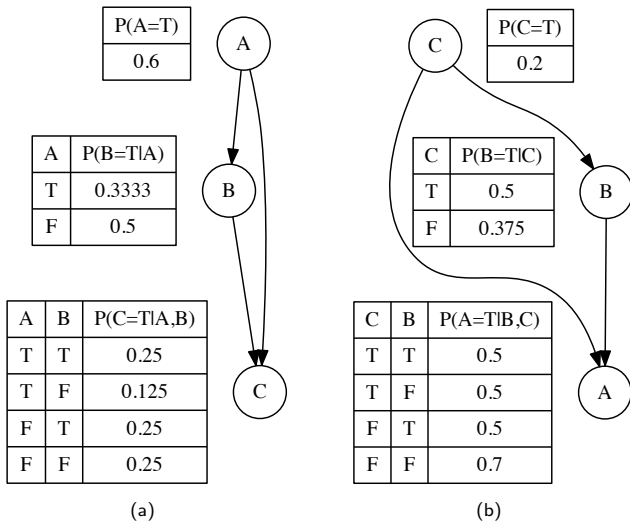 P(A=T)
0.6
A
A P(B=T|A)
T 0.3333
F 0.5
B
A B P(C=T|A,B)
T T 0.25
T F 0.125
F T 0.25
F F 0.25
C
(a)
C
P(C=T)
0.2
C P(B=T|C)
T 0.5
F 0.375
B
C B P(A=T|B,C)
T T 0.5
T F 0.5
F T 0.5
F F 0.7
A
(b)